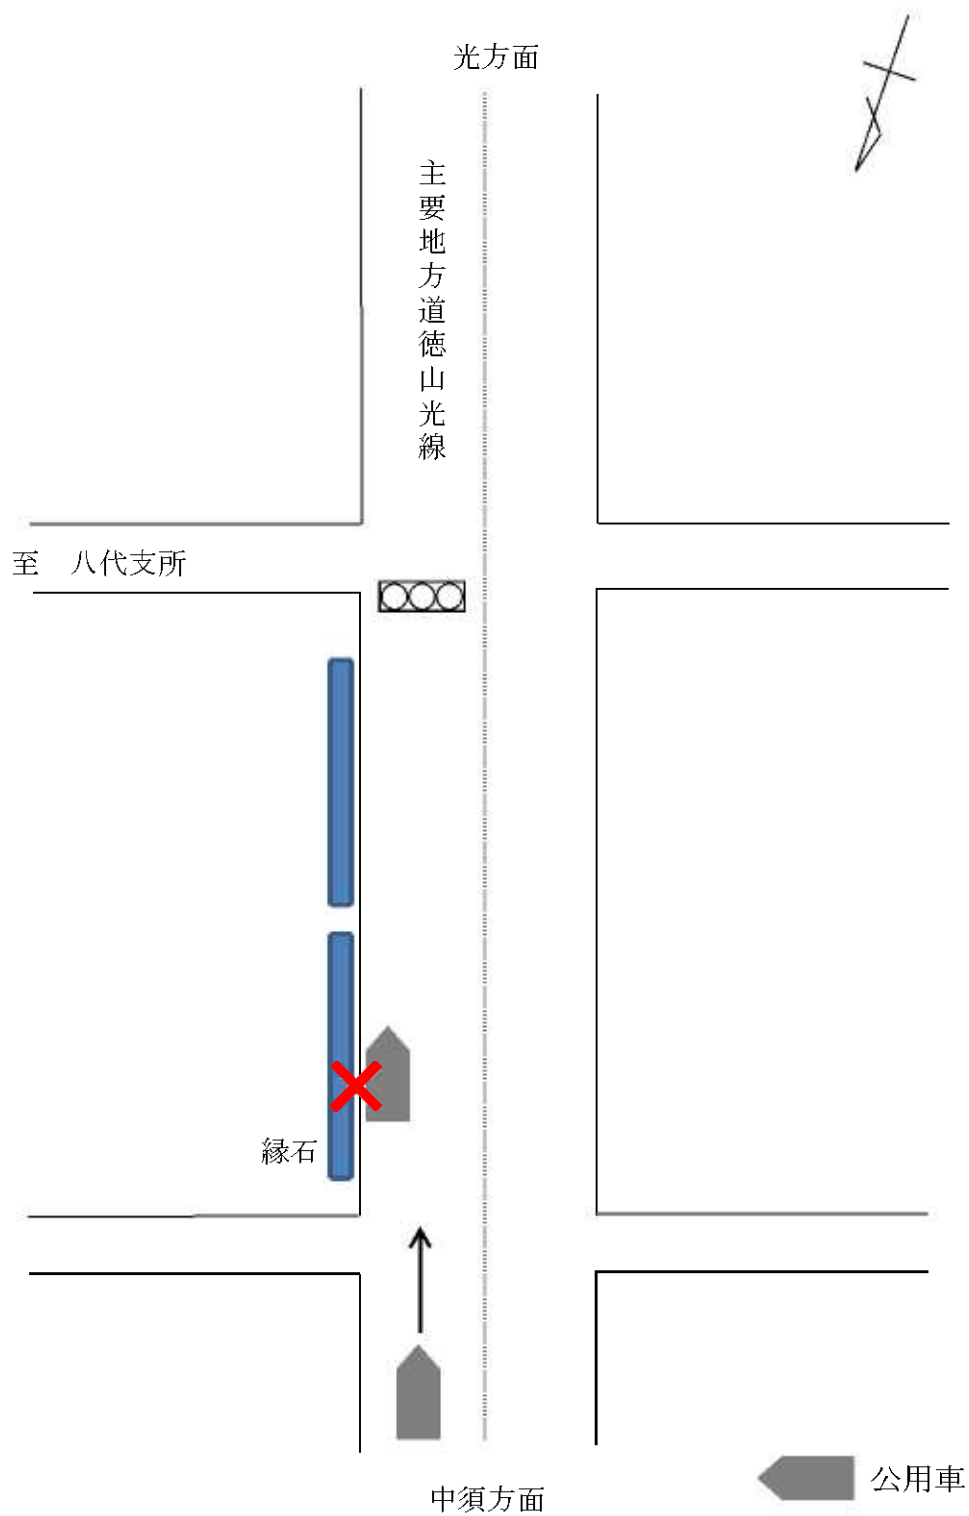 光方面
主要地方道徳山光線
至　八代支所
縁石
公用車
中須方面